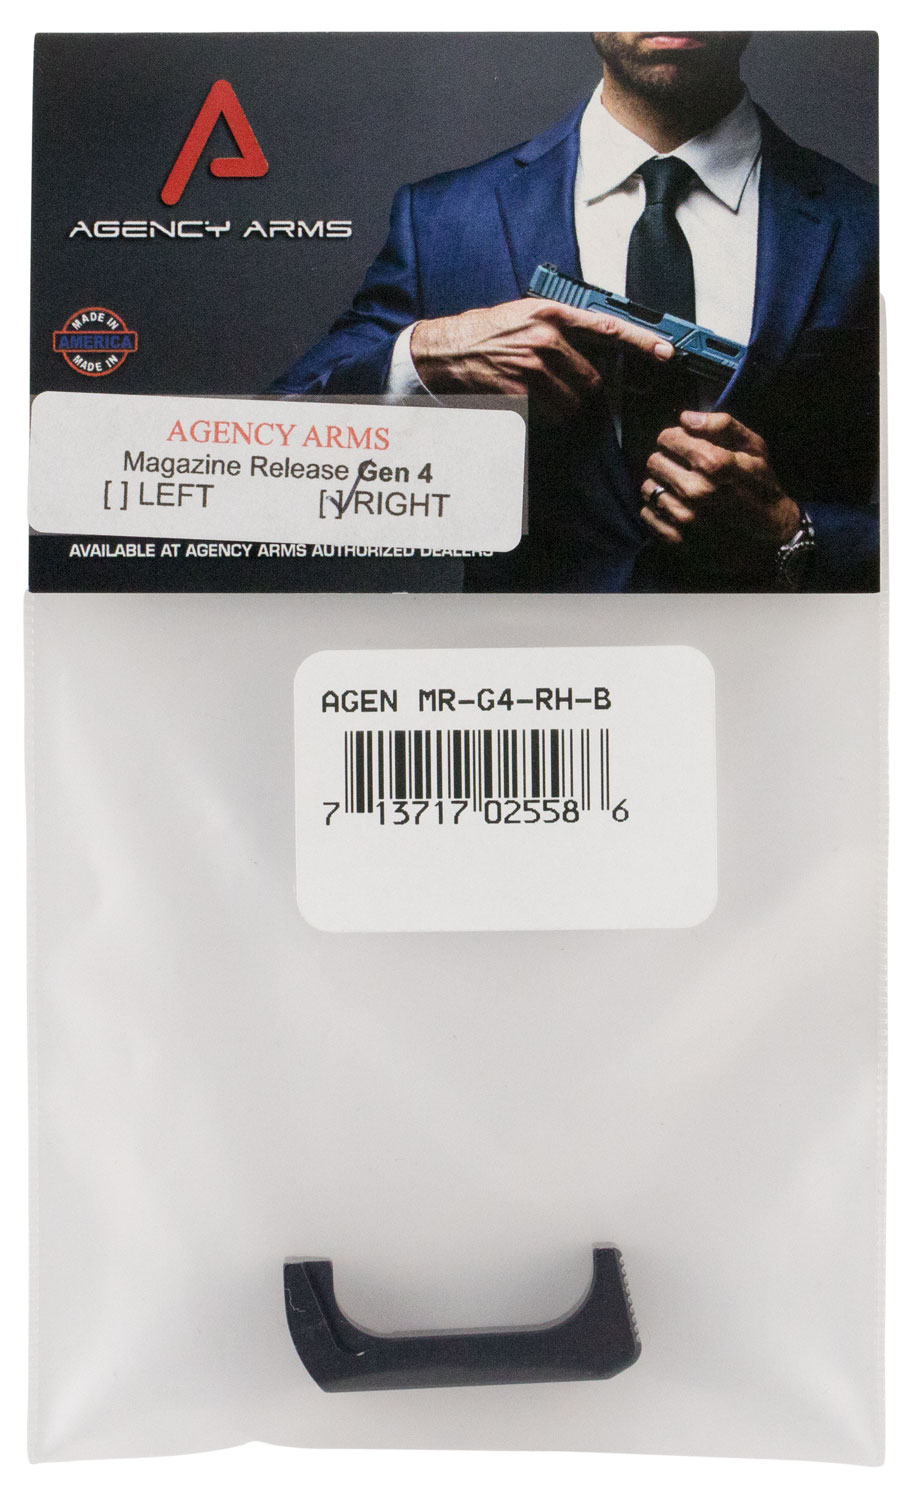 AGENCY ARMS
MADE IN
AMERICA
MADE IN
AGENCY ARMS
Magazine Release Gen 4
[ ] LEFT [✓] RIGHT
AVAILABLE AT AGENCY ARMS AUTHORIZED DEALERS
AGEN MR-G4-RH-B
7 13717 02558 6